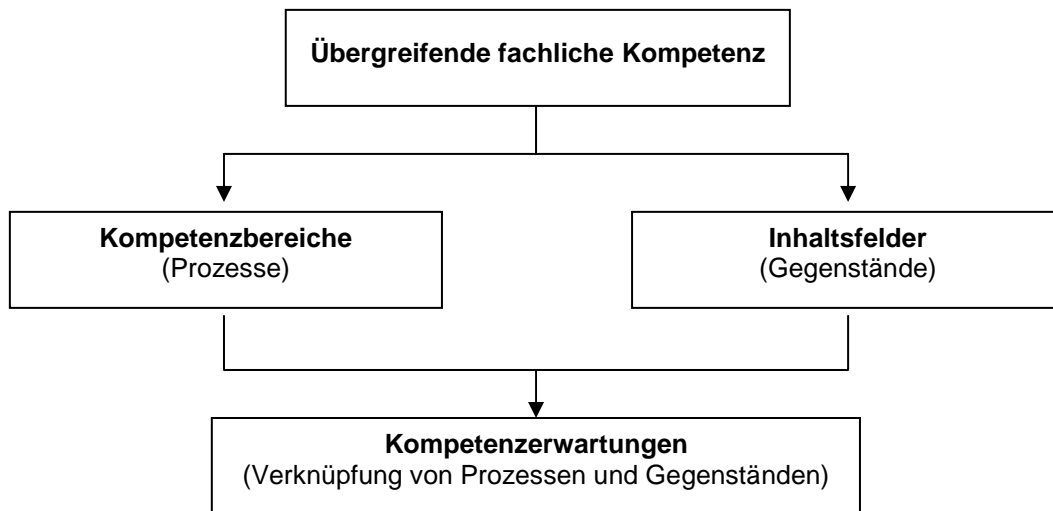 Übergreifende fachliche Kompetenz
Kompetenzbereiche
(Prozesse)
Inhaltsfelder
(Gegenstände)
Kompetenzerwartungen
(Verknüpfung von Prozessen und Gegenständen)